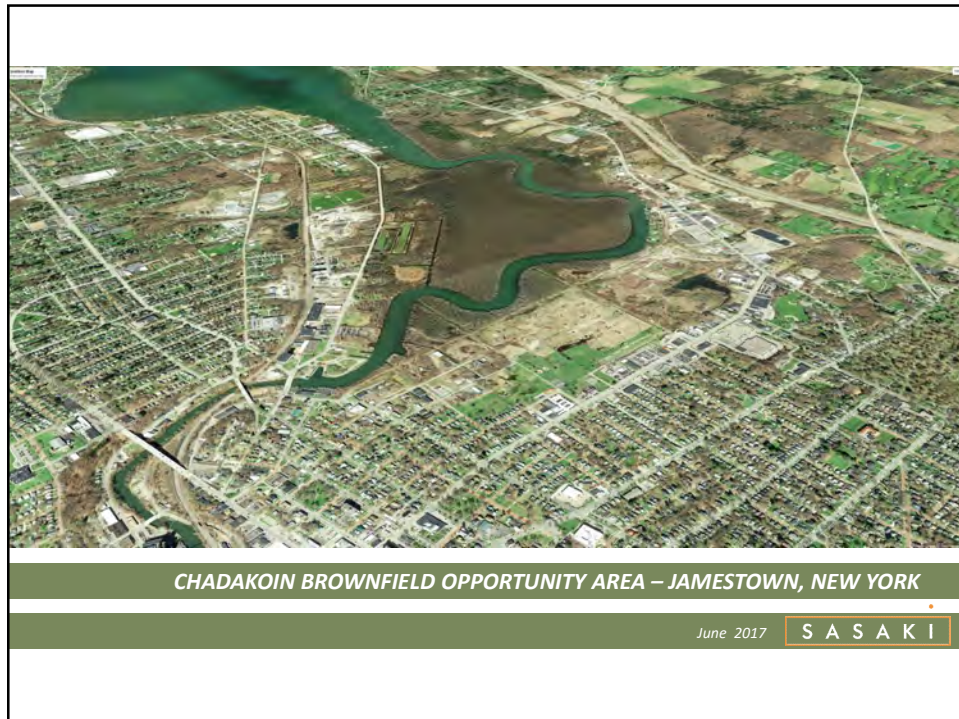 CHADAKOIN BROWNFIELD OPPORTUNITY AREA – JAMESTOWN, NEW YORK
June 2017
SASAKI